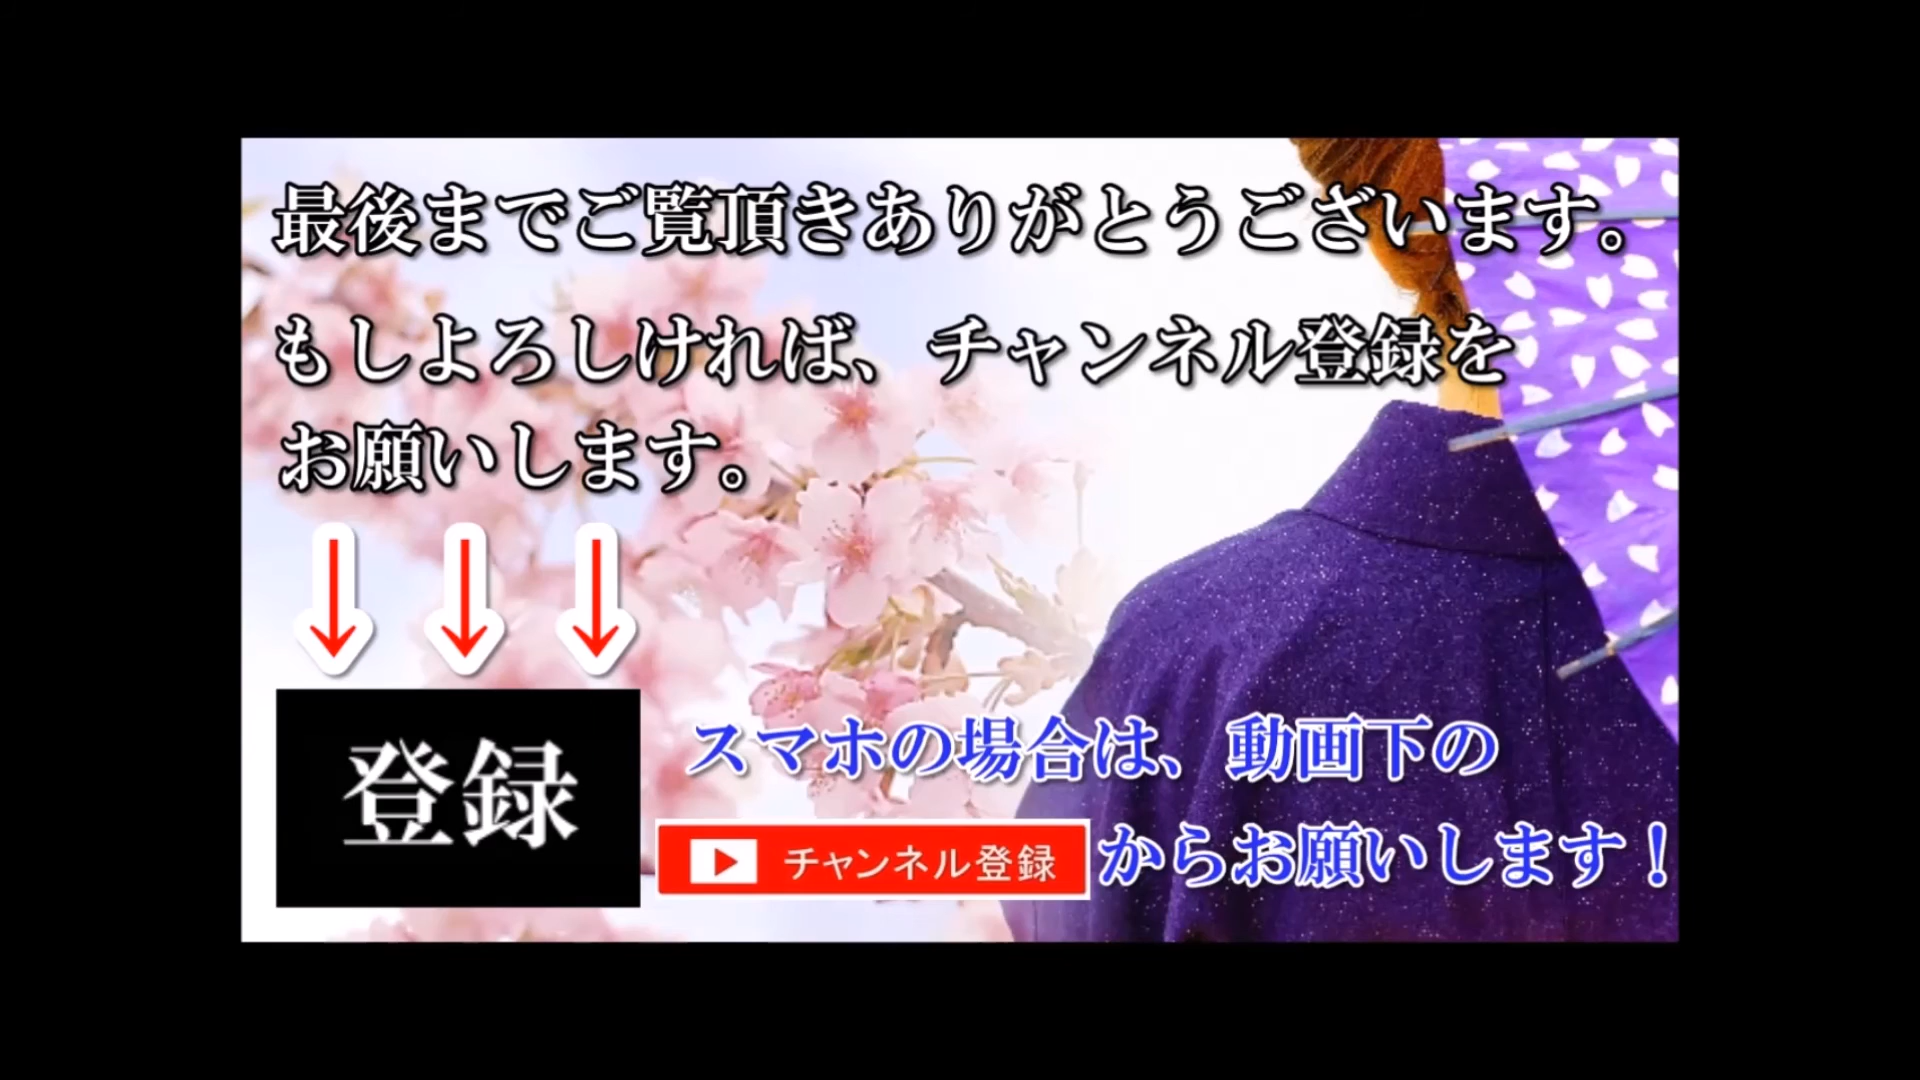 最後までご覧頂きありがとうございます。
もしよろしければ、チャンネル登録を
お願いします。
登録
スマホの場合は、動画下の
チャンネル登録 からお願いします！